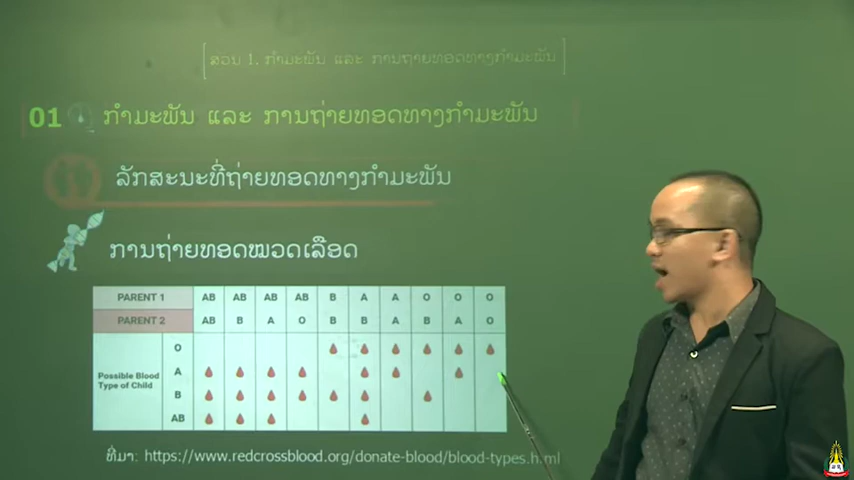 ສ່ວນ 1. ກຳມະພັນ ແລະ ການຖ່າຍທອດທາງກຳມະພັນ
01 ກຳມະພັນ ແລະ ການຖ່າຍທອດທາງກຳມະພັນ
ລັກສະນະທີ່ຖ່າຍທອດທາງກຳມະພັນ
ການຖ່າຍທອດໝວດເລືອດ
PARENT 1 AB AB AB AB B A A O O O
PARENT 2 AB B A O B B A B A O
Possible Blood Type of Child
O
A
B
AB
ທີ່ມາ: https://www.redcrossblood.org/donate-blood/blood-types.html